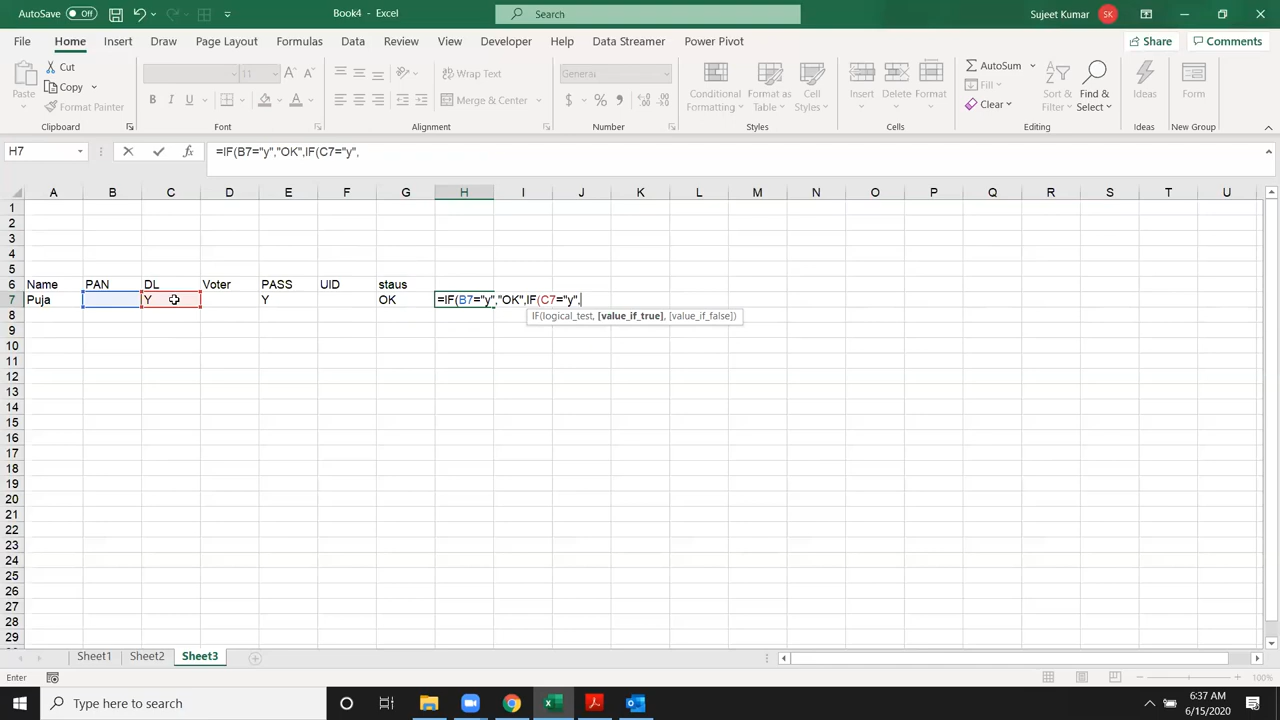 AutoSave Off Book4 - Excel Search Sujeet Kumar SK
File Home Insert Draw Page Layout Formulas Data Review View Developer Help Data Streamer Power Pivot Share Comments
Cut
Copy
Format Painter
Paste
Clipboard
11
B I U
Font
Wrap Text
Merge & Center
Alignment
General
$ % ,
Number
Conditional Formatting
Format as Table
Cell Styles
Styles
Insert Delete Format
Cells
AutoSum
Fill
Clear
Sort & Filter
Find & Select
Editing
Ideas
Ideas
Form
New Group
H7 fx =IF(B7="y","OK",IF(C7="y",
A B C D E F G H I J K L M N O P Q R S T U
1
2
3
4
5
6 Name PAN DL Voter PASS UID staus
7 Puja Y Y OK =IF(B7="y","OK",IF(C7="y",
IF(logical_test, [value_if_true], [value_if_false])
8
9
10
11
12
13
14
15
16
17
18
19
20
21
22
23
24
25
26
27
28
29
Sheet1 Sheet2 Sheet3
Enter 100%
Type here to search
6:37 AM
6/15/2020